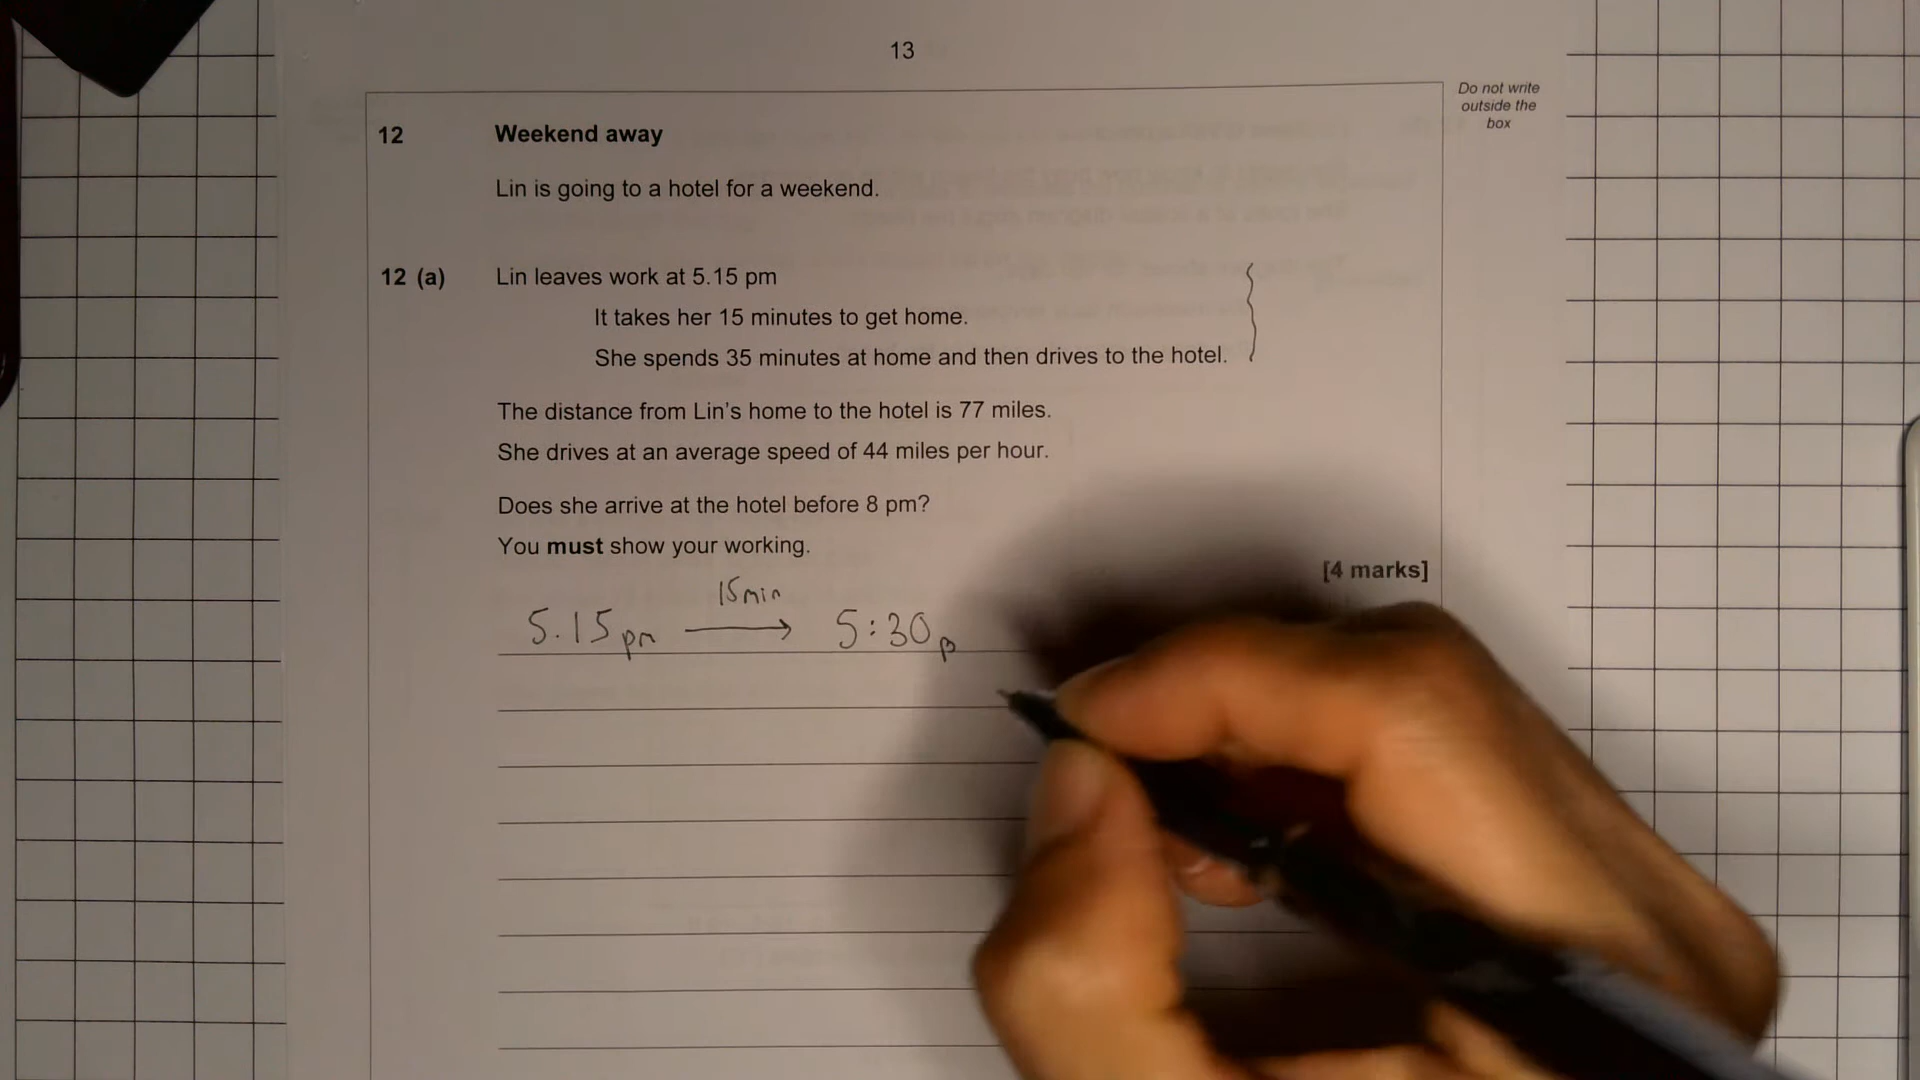 13
Do not write
outside the
box
12 Weekend away
Lin is going to a hotel for a weekend.
12 (a) Lin leaves work at 5.15 pm
It takes her 15 minutes to get home.
She spends 35 minutes at home and then drives to the hotel.
The distance from Lin's home to the hotel is 77 miles.
She drives at an average speed of 44 miles per hour.
Does she arrive at the hotel before 8 pm?
You must show your working.
[4 marks]
15min
5.15pm → 5:30p